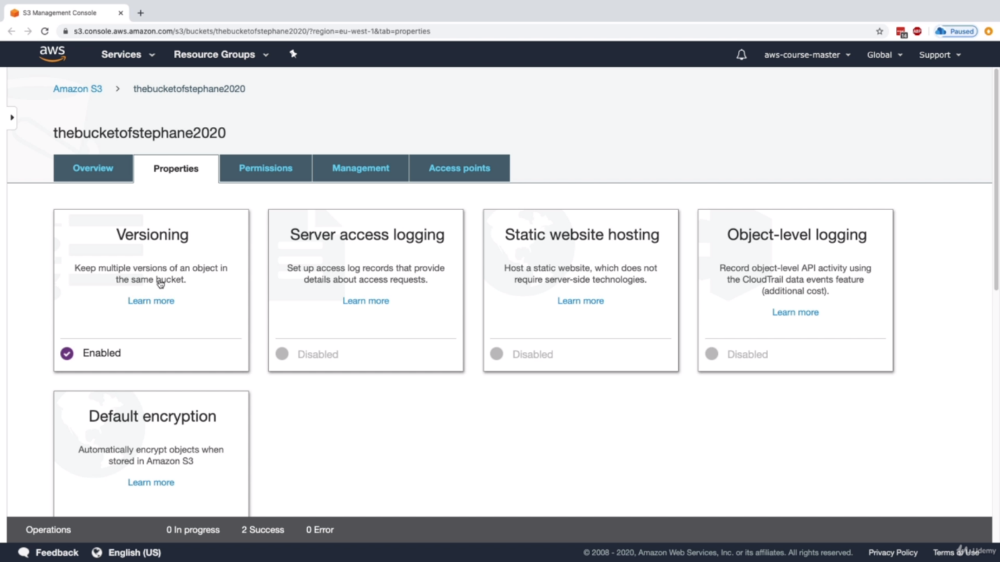 S3 Management Console
s3.console.aws.amazon.com/s3/buckets/thebucketofstephane2020/?region=eu-west-1&tab=properties
14
ABP
Paused
aws
Services
Resource Groups
aws-course-master
Global
Support
Amazon S3 > thebucketofstephane2020
thebucketofstephane2020
Overview
Properties
Permissions
Management
Access points
Versioning
Keep multiple versions of an object in
the same bucket.
Learn more
Enabled
Server access logging
Set up access log records that provide
details about access requests.
Learn more
Disabled
Static website hosting
Host a static website, which does not
require server-side technologies.
Learn more
Disabled
Object-level logging
Record object-level API activity using
the CloudTrail data events feature
(additional cost).
Learn more
Disabled
Default encryption
Automatically encrypt objects when
stored in Amazon S3
Learn more
Operations
0 In progress
2 Success
0 Error
Feedback
English (US)
© 2008 - 2020, Amazon Web Services, Inc. or its affiliates. All rights reserved.
Privacy Policy
Terms of Use
Udemy